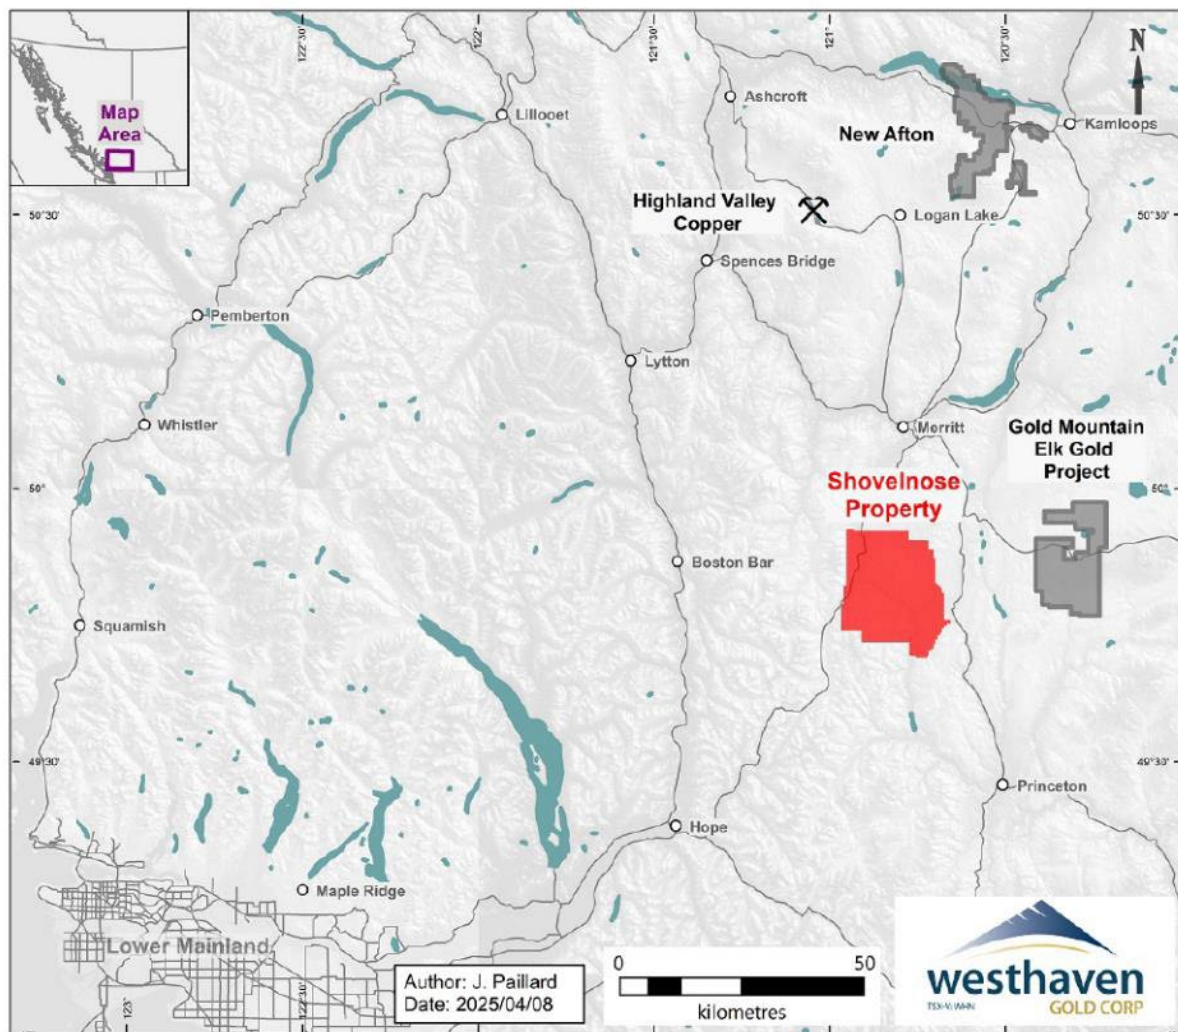 122°30'
122°
121°30'
121°
120°30'
N
Map
Area
Ashcroft
Lillooet
Kamloops
New Afton
Highland Valley
Copper
50°30'
50°30'
Logan Lake
Spences Bridge
Pemberton
Lytton
Whistler
Merritt
Gold Mountain
Elk Gold
Project
Shovelnose
Property
50°
50°
Boston Bar
Squamish
49°30'
49°30'
Princeton
Hope
Maple Ridge
Lower Mainland
Author: J. Paillard
Date: 2025/04/08
0
50
kilometres
westhaven
TSX-V: WHN
GOLD CORP
123°
122°30'